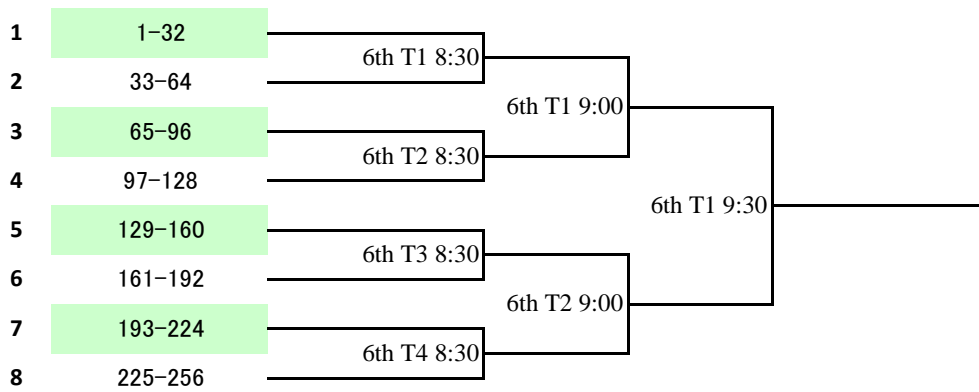 1 1-32
6th T1 8:30
2 33-64
6th T1 9:00
3 65-96
6th T2 8:30
4 97-128
6th T1 9:30
5 129-160
6th T3 8:30
6 161-192
6th T2 9:00
7 193-224
6th T4 8:30
8 225-256